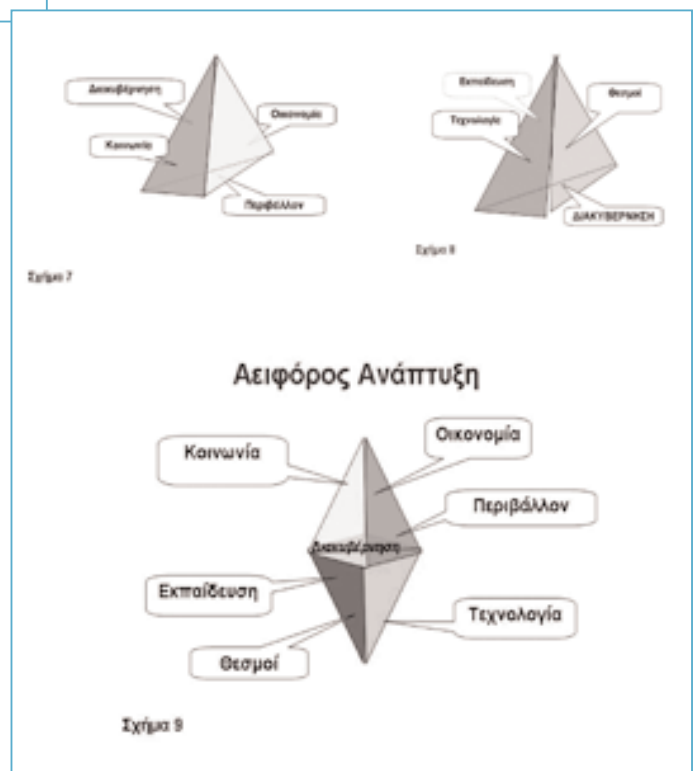 Διακυβέρνηση
Οικονομία
Κοινωνία
Περιβάλλον
Σχήμα 7
Εκπαίδευση
Θεσμοί
Τεχνολογία
ΔΙΑΚΥΒΕΡΝΗΣΗ
Σχήμα 8
Αειφόρος Ανάπτυξη
Κοινωνία
Οικονομία
Περιβάλλον
Διακυβέρνηση
Εκπαίδευση
Τεχνολογία
Θεσμοί
Σχήμα 9